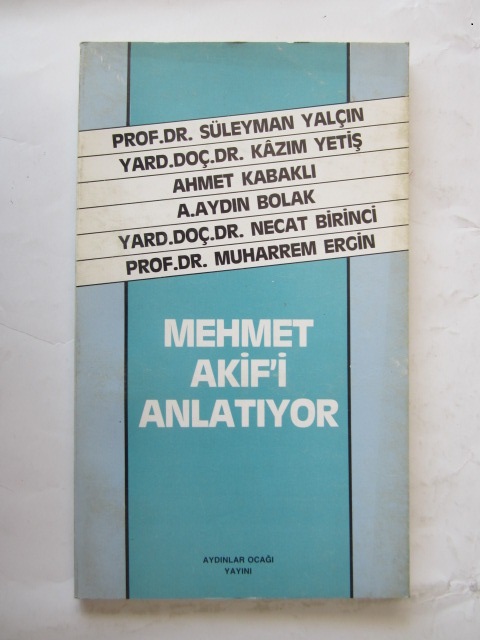 PROF.DR. SÜLEYMAN YALÇIN
YARD.DOÇ.DR. KÂZIM YETİŞ
AHMET KABAKLI
A.AYDIN BOLAK
YARD.DOÇ.DR. NECAT BİRİNCİ
PROF.DR. MUHARREM ERGİN
MEHMET
AKİF'İ
ANLATIYOR
AYDINLAR OCAĞI
YAYINI